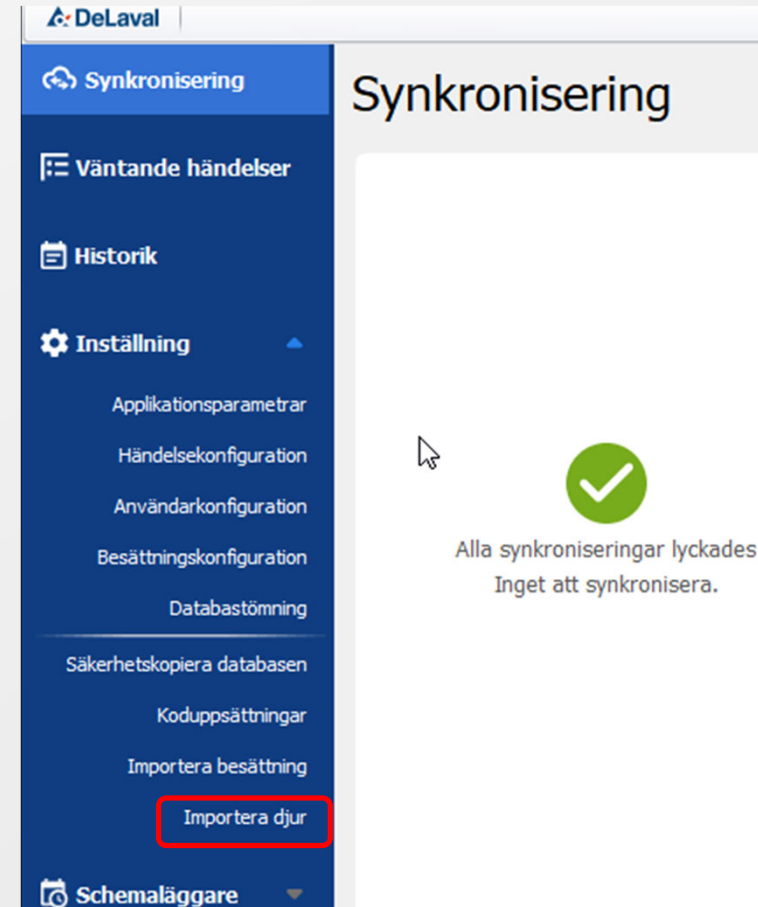 DeLaval
Synkronisering
Väntande händelser
Historik
Inställning
Applikationsparametrar
Händelsekonfiguration
Användarkonfiguration
Besättningskonfiguration
Databastömning
Säkerhetskopiera databasen
Koduppsättningar
Importera besättning
Importera djur
Schemaläggare
Synkronisering
Alla synkroniseringar lyckades
Inget att synkronisera.